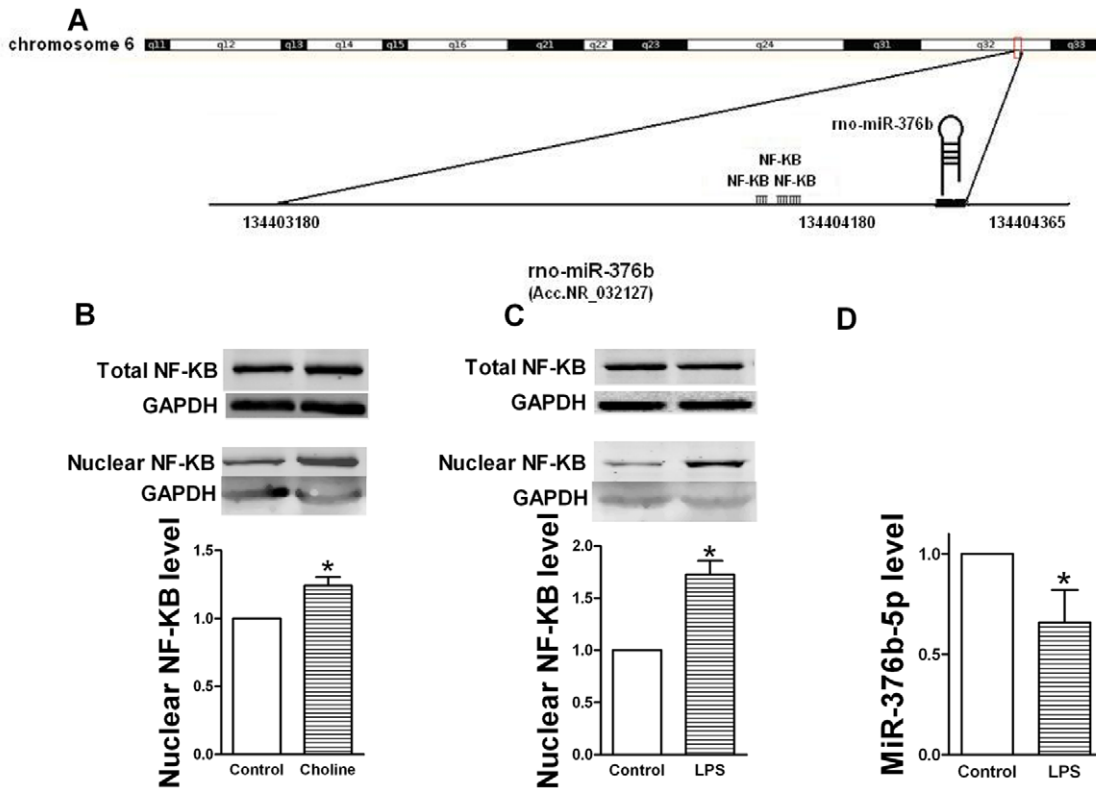 A
chromosome 6
q11 q12 q13 q14 q15 q16 q21 q22 q23 q24 q31 q32 q33
rno-miR-376b
NF-KB
NF-KB NF-KB
134403180 134404180 134404365
rno-miR-376b
(Acc.NR_032127)
B
Total NF-KB
GAPDH
Nuclear NF-KB
GAPDH
Nuclear NF-KB level
1.5
1.0
0.5
0.0
*
Control Choline
C
Total NF-KB
GAPDH
Nuclear NF-KB
GAPDH
Nuclear NF-KB level
2.0
1.5
1.0
0.5
0.0
*
Control LPS
D
MiR-376b-5p level
1.0
0.5
0.0
*
Control LPS